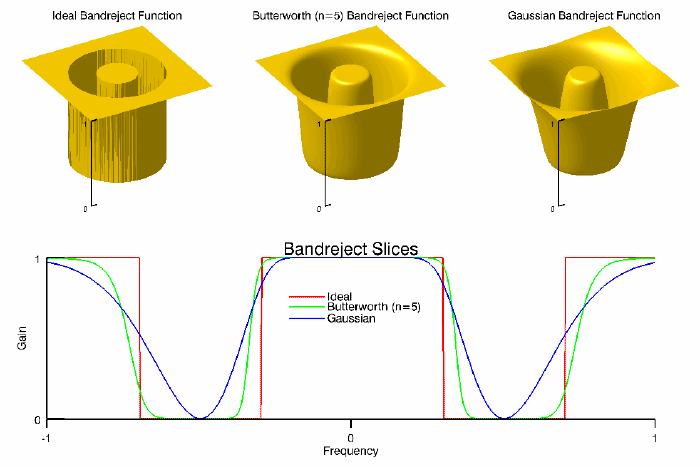 Ideal Bandreject Function
Butterworth (n=5) Bandreject Function
Gaussian Bandreject Function
1
0
1
0
1
0
Bandreject Slices
Ideal
Butterworth (n=5)
Gaussian
Gain
1
0
-1
0
1
Frequency